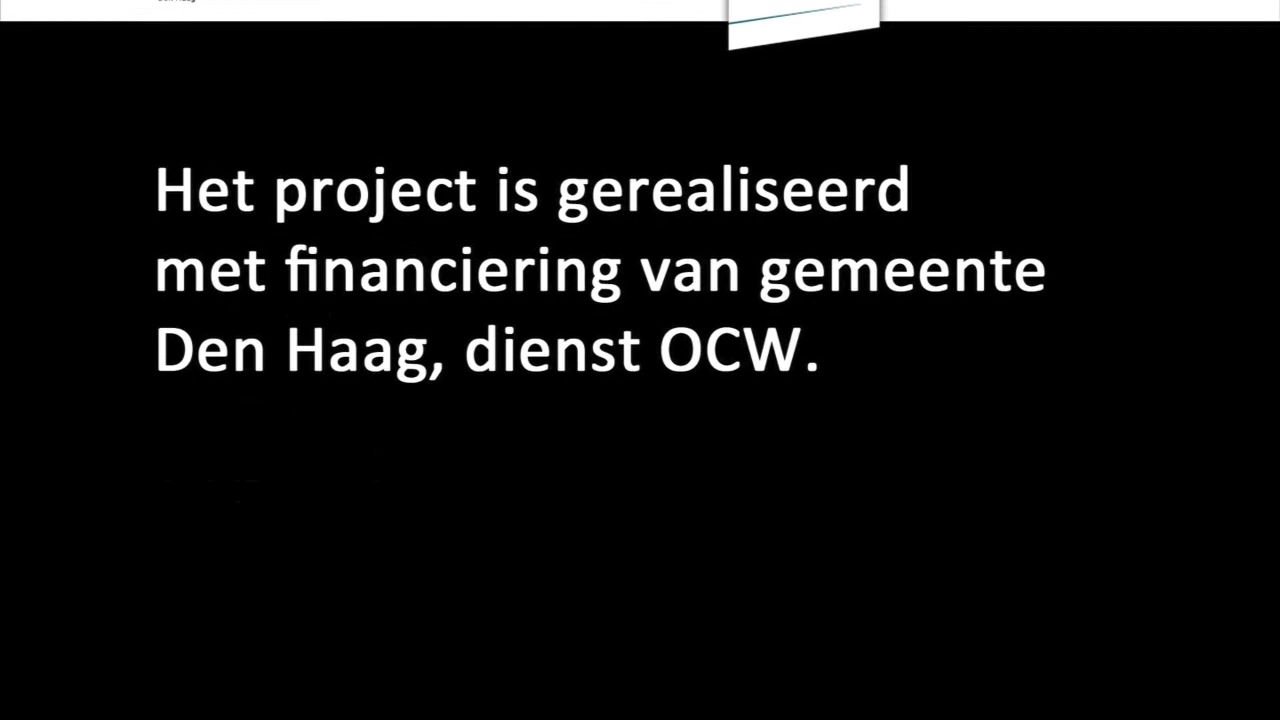 Het project is gerealiseerd
met financiering van gemeente
Den Haag, dienst OCW.